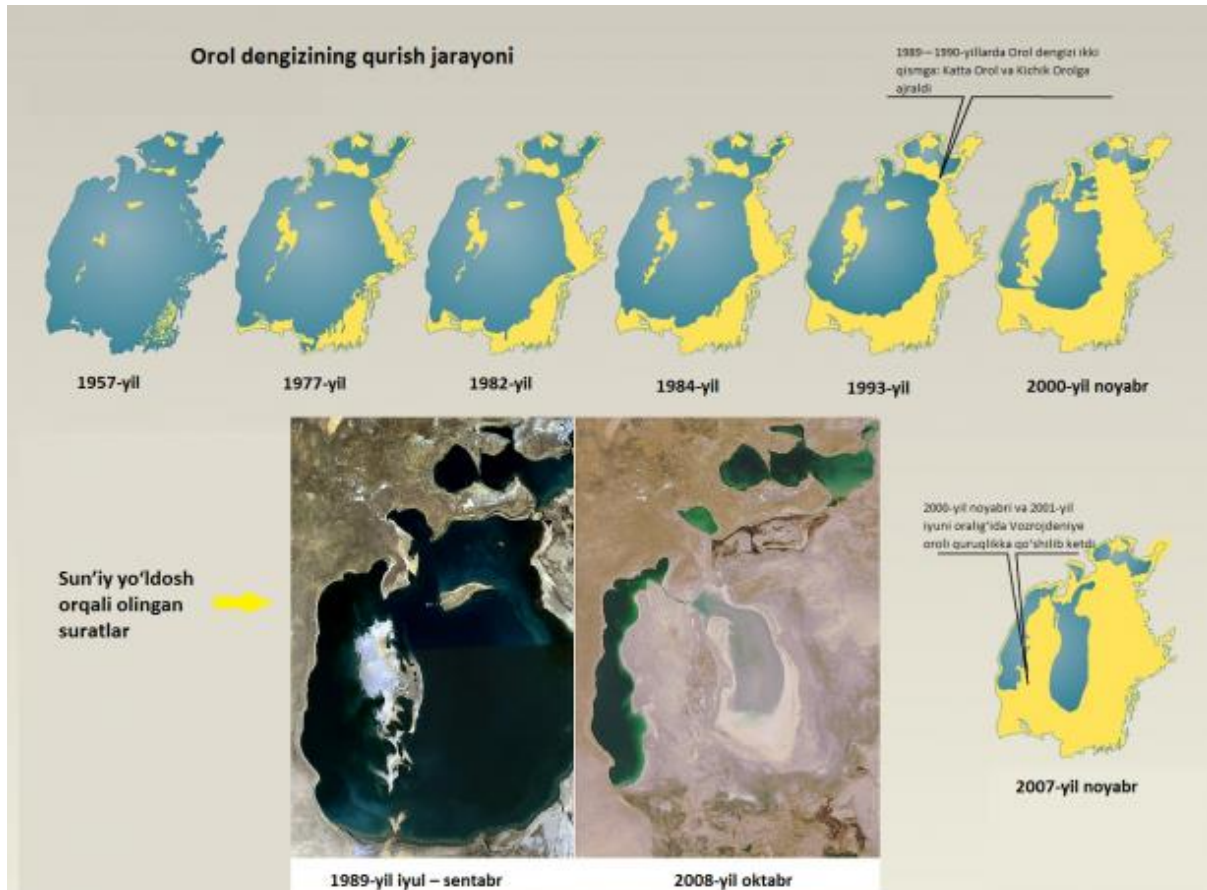 Orol dengizining qurish jarayoni
1989—1990-yillarda Orol dengizi ikki
qismga: Katta Orol va Kichik Orolga
ajraldi
1957-yil
1977-yil
1982-yil
1984-yil
1993-yil
2000-yil noyabr
Sun’iy yo‘ldosh
orqali olingan
suratlar
2000-yil noyabri va 2001-yil
iyuni oralig‘ida Vozrojdeniye
oroli quruqlikka qo‘shilib ketdi
2007-yil noyabr
1989-yil iyul – sentabr
2008-yil oktabr